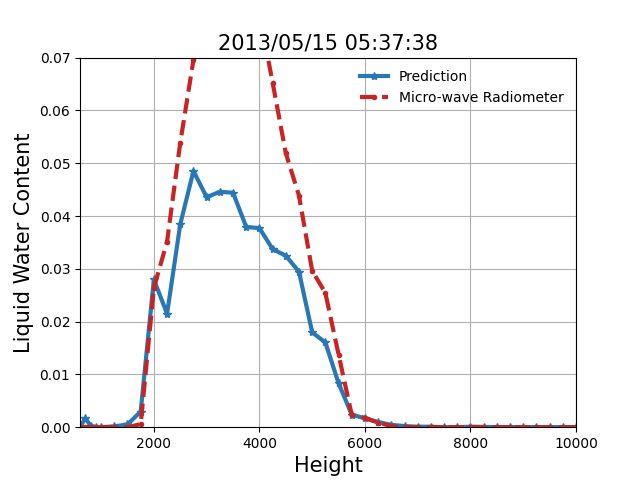 2013/05/15 05:37:38
Prediction
Micro-wave Radiometer
Liquid Water Content
0.07
0.06
0.05
0.04
0.03
0.02
0.01
0.00
2000 4000 6000 8000 10000
Height